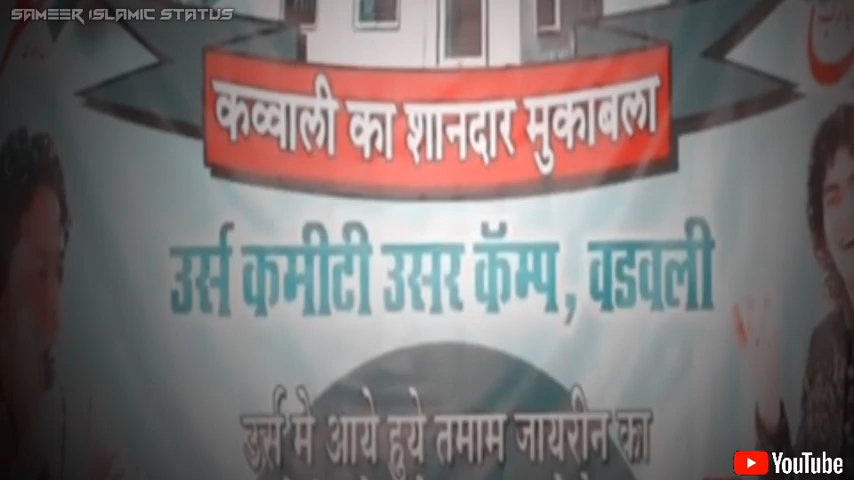 SAMEER ISLAMIC STATUS
कव्वाली का शानदार मुकाबला
उर्स कमीटी उसर कॅम्प, वडवली
उर्स मे आये हुये तमाम जायरीन का
YouTube